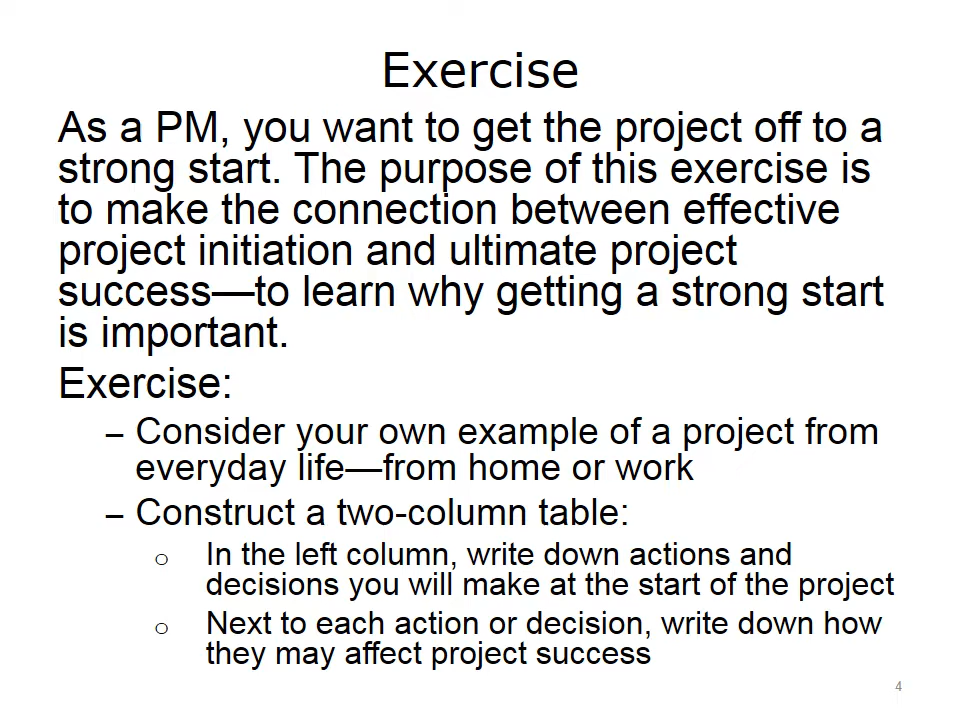 Exercise
As a PM, you want to get the project off to a
strong start. The purpose of this exercise is
to make the connection between effective
project initiation and ultimate project
success—to learn why getting a strong start
is important.
Exercise:
– Consider your own example of a project from
everyday life—from home or work
– Construct a two-column table:
o In the left column, write down actions and
decisions you will make at the start of the project
o Next to each action or decision, write down how
they may affect project success
4